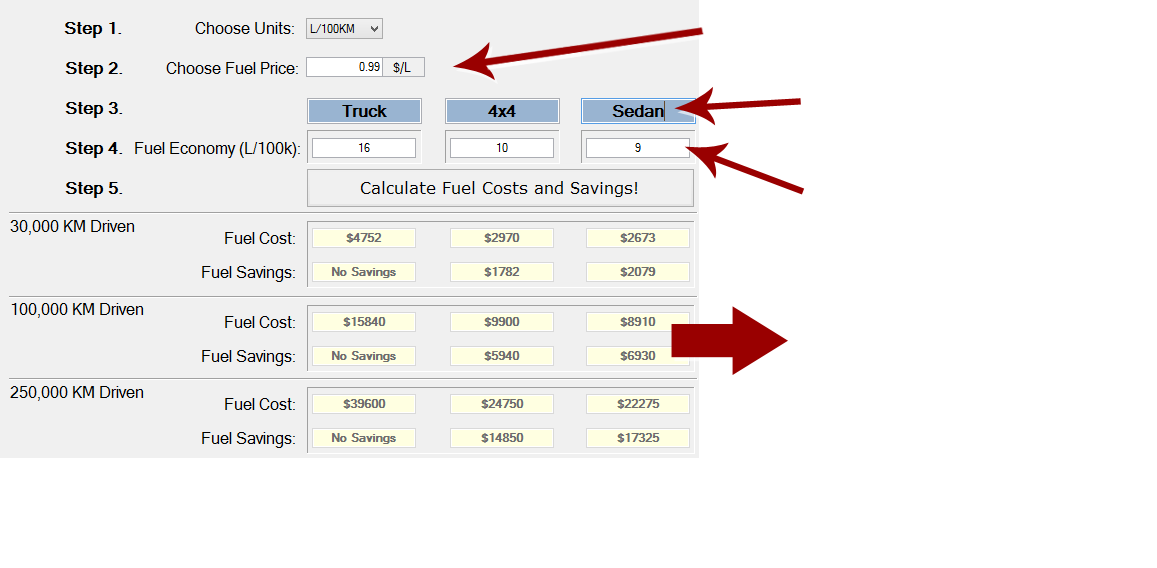 Step 1. Choose Units: L/100KM
Step 2. Choose Fuel Price: 0.99 $/L
Step 3. Truck 4x4 Sedan
Step 4. Fuel Economy (L/100k): 16 10 9
Step 5. Calculate Fuel Costs and Savings!
30,000 KM Driven
Fuel Cost: $4752 $2970 $2673
Fuel Savings: No Savings $1782 $2079
100,000 KM Driven
Fuel Cost: $15840 $9900 $8910
Fuel Savings: No Savings $5940 $6930
250,000 KM Driven
Fuel Cost: $39600 $24750 $22275
Fuel Savings: No Savings $14850 $17325